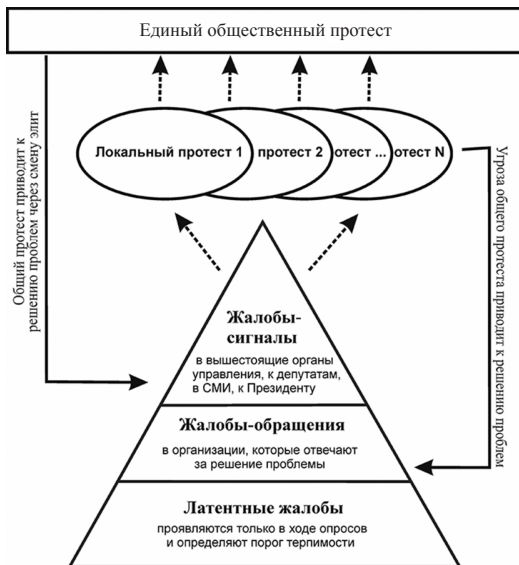 Единый общественный протест
Локальный протест 1
протест 2
отест ...
отест N
Общий протест приводит к
решению проблем через смену элит
Угроза общего протеста приводит к решению проблем
Жалобы-
сигналы
в вышестоящие органы
управления, к депутатам,
в СМИ, к Президенту
Жалобы-обращения
в организации, которые отвечают
за решение проблемы
Латентные жалобы
проявляются только в ходе опросов
и определяют порог терпимости